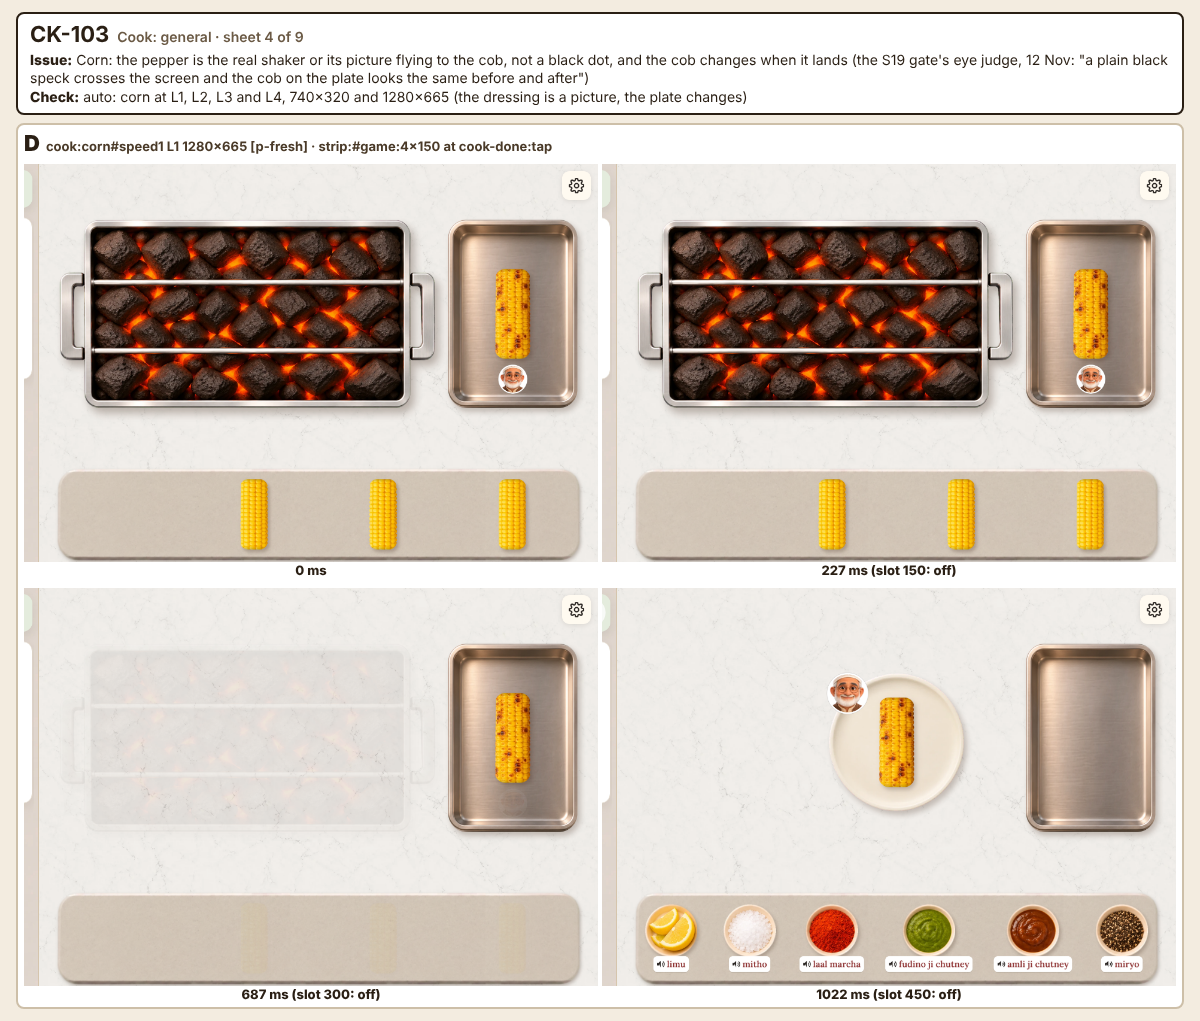 CK-103 Cook: general · sheet 4 of 9
Issue: Corn: the pepper is the real shaker or its picture flying to the cob, not a black dot, and the cob changes when it lands (the S19 gate's eye judge, 12 Nov: "a plain black
speck crosses the screen and the cob on the plate looks the same before and after")
Check: auto: corn at L1, L2, L3 and L4, 740×320 and 1280×665 (the dressing is a picture, the plate changes)
D cook:corn#speed1 L1 1280×665 [p-fresh] · strip:#game:4×150 at cook-done:tap
0 ms
227 ms (slot 150: off)
limu
mitho
laal marcha
fudino ji chutney
amli ji chutney
miryo
687 ms (slot 300: off)
1022 ms (slot 450: off)